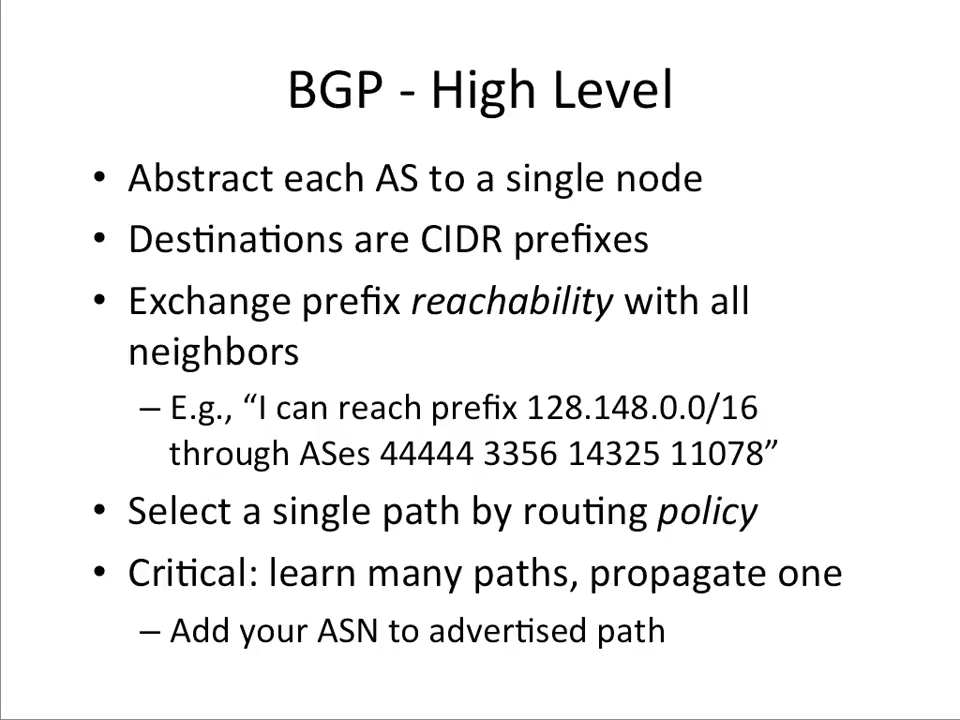 BGP - High Level
• Abstract each AS to a single node
• Destinations are CIDR prefixes
• Exchange prefix reachability with all
neighbors
– E.g., “I can reach prefix 128.148.0.0/16
through ASes 44444 3356 14325 11078”
• Select a single path by routing policy
• Critical: learn many paths, propagate one
– Add your ASN to advertised path